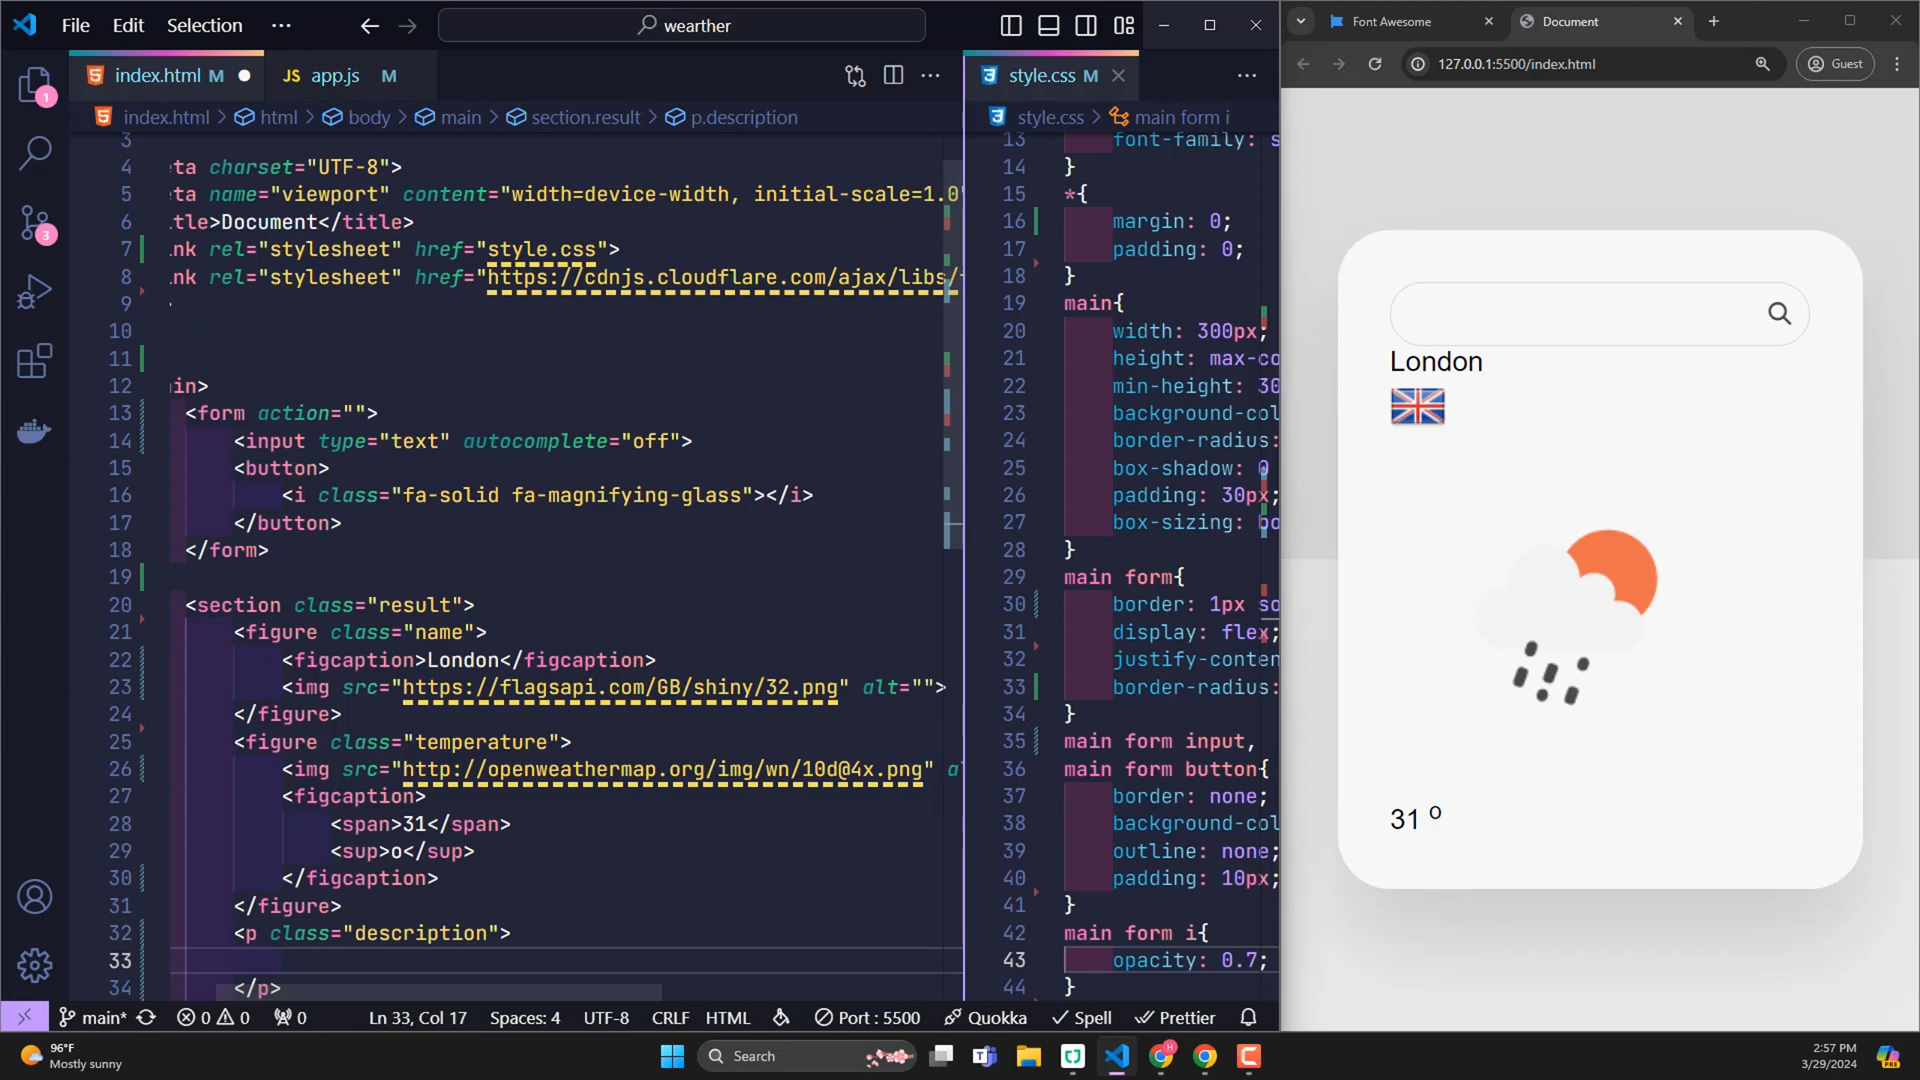 File Edit Selection ···
wearther
index.html M
JS app.js M
style.css M
index.html > html > body > main > section.result > p.description
style.css > main form i
3
4 eta charset="UTF-8">
5 eta name="viewport" content="width=device-width, initial-scale=1.0"
6 itle>Document</title>
7 ink rel="stylesheet" href="style.css">
8 ink rel="stylesheet" href="https://cdnjs.cloudflare.com/ajax/libs/
9
10
11
12 ain>
13 <form action="">
14 <input type="text" autocomplete="off">
15 <button>
16 <i class="fa-solid fa-magnifying-glass"></i>
17 </button>
18 </form>
19
20 <section class="result">
21 <figure class="name">
22 <figcaption>London</figcaption>
23 <img src="https://flagsapi.com/GB/shiny/32.png" alt="">
24 </figure>
25 <figure class="temperature">
26 <img src="http://openweathermap.org/img/wn/10d@4x.png" al
27 <figcaption>
28 <span>31</span>
29 <sup>o</sup>
30 </figcaption>
31 </figure>
32 <p class="description">
33
34 </p>
13 font-family: s
14 }
15 *{
16 margin: 0;
17 padding: 0;
18 }
19 main{
20 width: 300px;
21 height: max-co
22 min-height: 30
23 background-col
24 border-radius:
25 box-shadow: 0
26 padding: 30px;
27 box-sizing: bo
28 }
29 main form{
30 border: 1px so
31 display: flex;
32 justify-conten
33 border-radius:
34 }
35 main form input,
36 main form button{
37 border: none;
38 background-col
39 outline: none;
40 padding: 10px;
41 }
42 main form i{
43 opacity: 0.7;
44 }
1
3
main* 0 0 0 Ln 33, Col 17 Spaces: 4 UTF-8 CRLF HTML Port : 5500 Quokka Spell Prettier
Font Awesome
Document
127.0.0.1:5500/index.html
Guest
London
31 o
96°F
Mostly sunny
Search
H
2:57 PM
3/29/2024
PRE